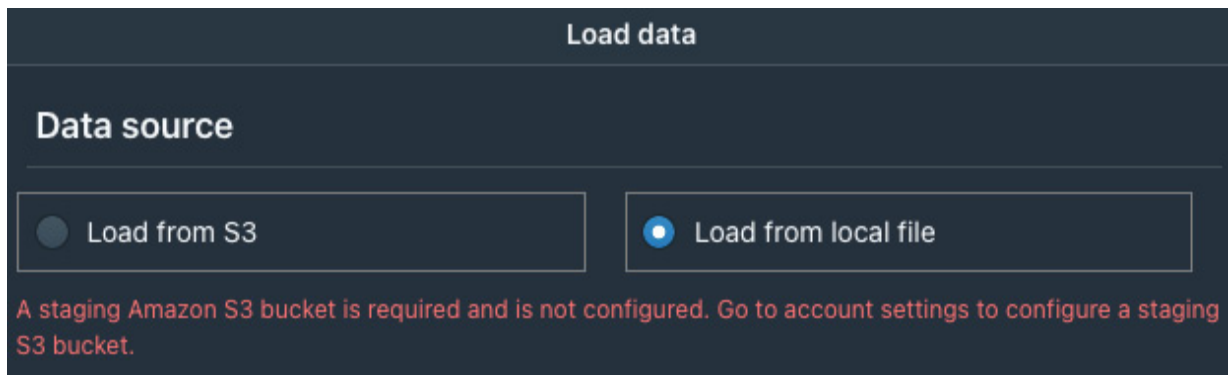 Load data
Data source
Load from S3
Load from local file
A staging Amazon S3 bucket is required and is not configured. Go to account settings to configure a staging
S3 bucket.